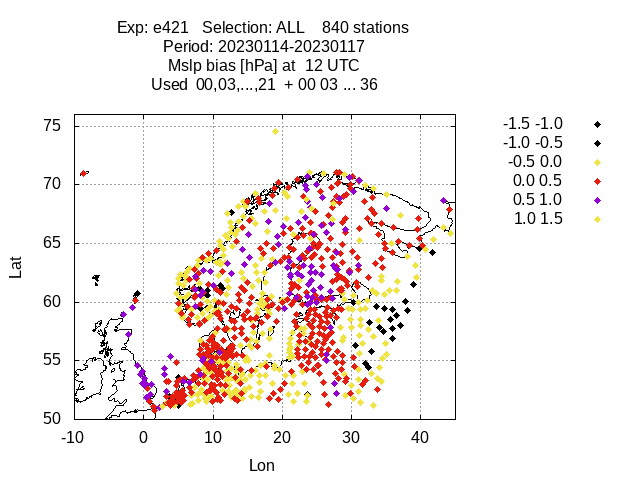 Exp: e421 Selection: ALL 840 stations
Period: 20230114-20230117
Mslp bias [hPa] at 12 UTC
Used 00,03,...,21 + 00 03 ... 36
-1.5 -1.0
-1.0 -0.5
-0.5 0.0
0.0 0.5
0.5 1.0
1.0 1.5
75
70
65
60
55
50
Lat
-10 0 10 20 30 40
Lon